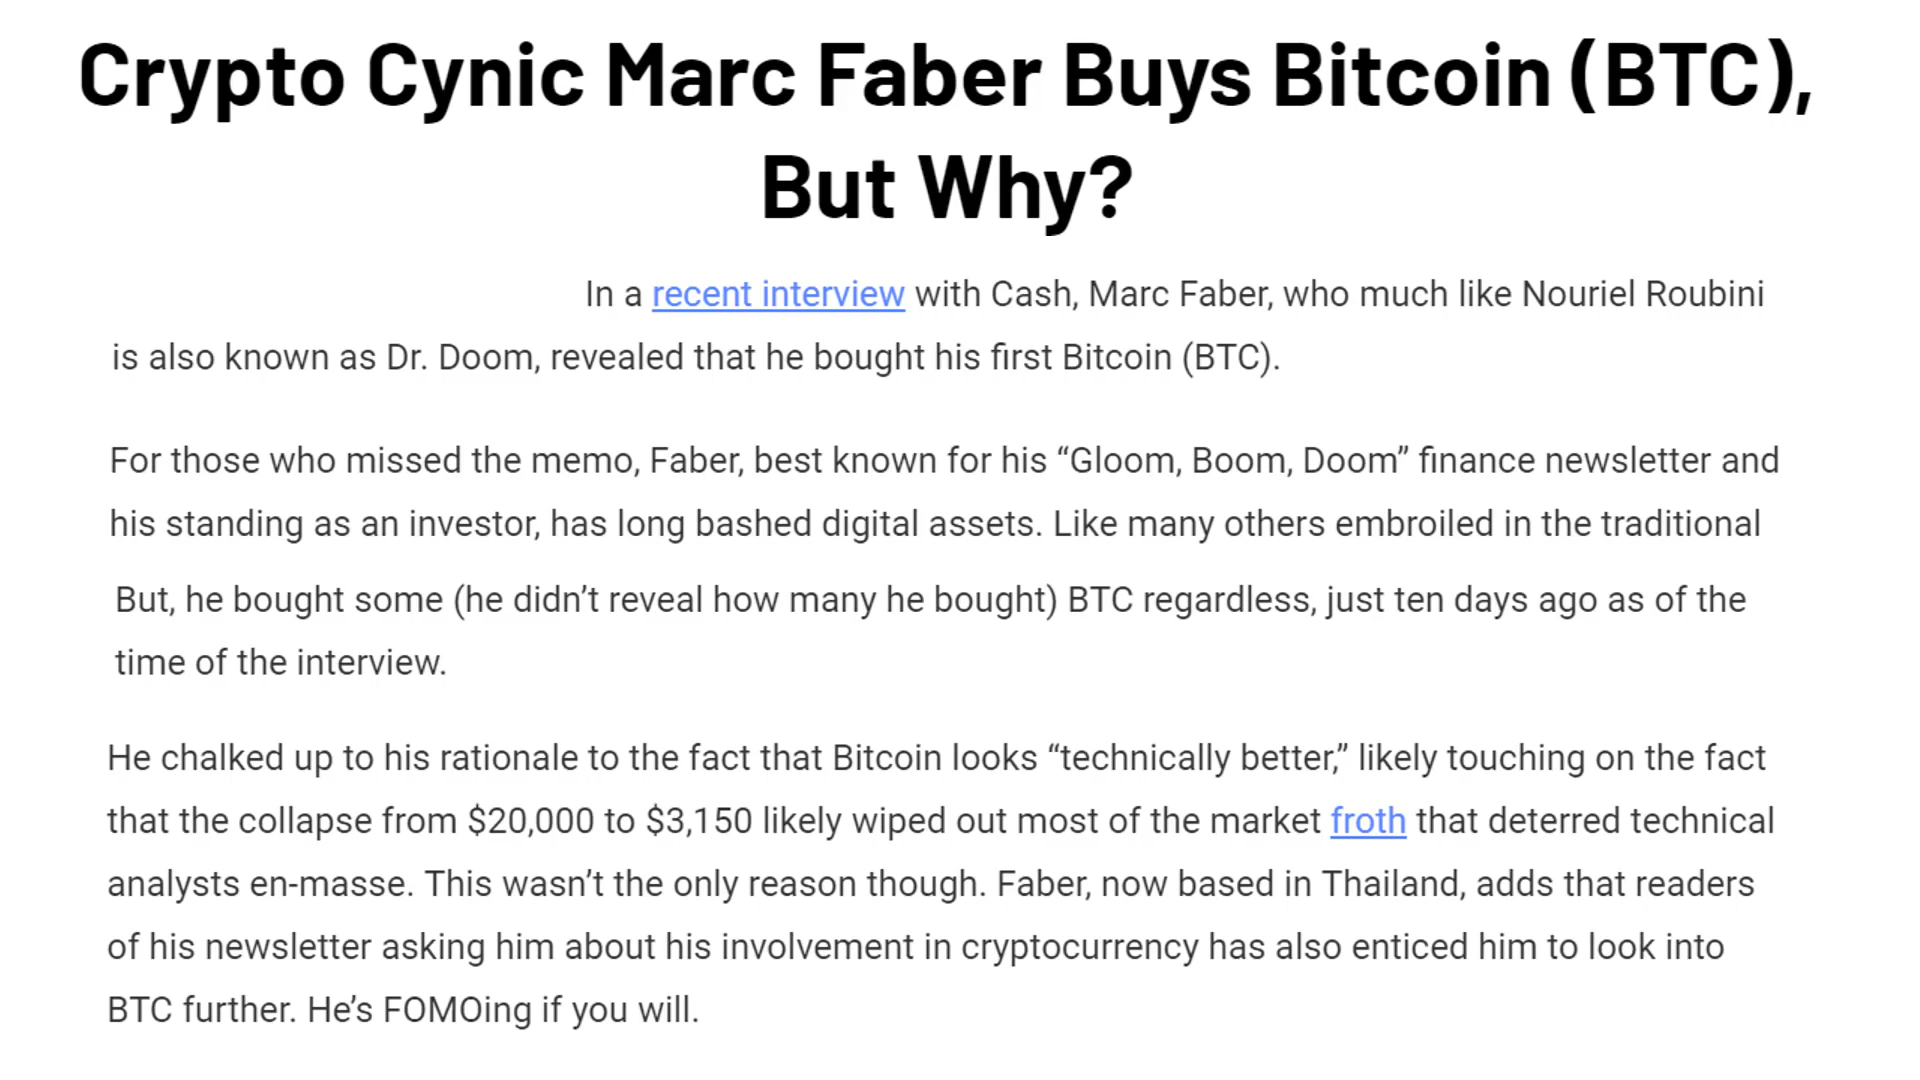 Crypto Cynic Marc Faber Buys Bitcoin (BTC),
But Why?
In a recent interview with Cash, Marc Faber, who much like Nouriel Roubini
is also known as Dr. Doom, revealed that he bought his first Bitcoin (BTC).
For those who missed the memo, Faber, best known for his “Gloom, Boom, Doom” finance newsletter and
his standing as an investor, has long bashed digital assets. Like many others embroiled in the traditional
But, he bought some (he didn’t reveal how many he bought) BTC regardless, just ten days ago as of the
time of the interview.
He chalked up to his rationale to the fact that Bitcoin looks “technically better,” likely touching on the fact
that the collapse from $20,000 to $3,150 likely wiped out most of the market froth that deterred technical
analysts en-masse. This wasn’t the only reason though. Faber, now based in Thailand, adds that readers
of his newsletter asking him about his involvement in cryptocurrency has also enticed him to look into
BTC further. He’s FOMOing if you will.